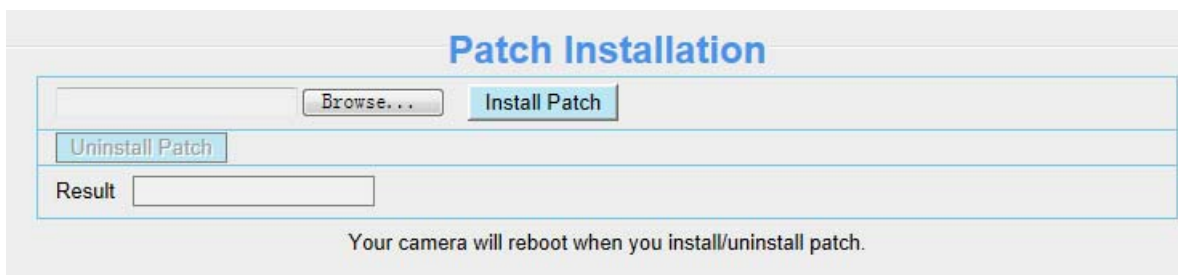 Patch Installation
Browse... Install Patch
Uninstall Patch
Result
Your camera will reboot when you install/uninstall patch.